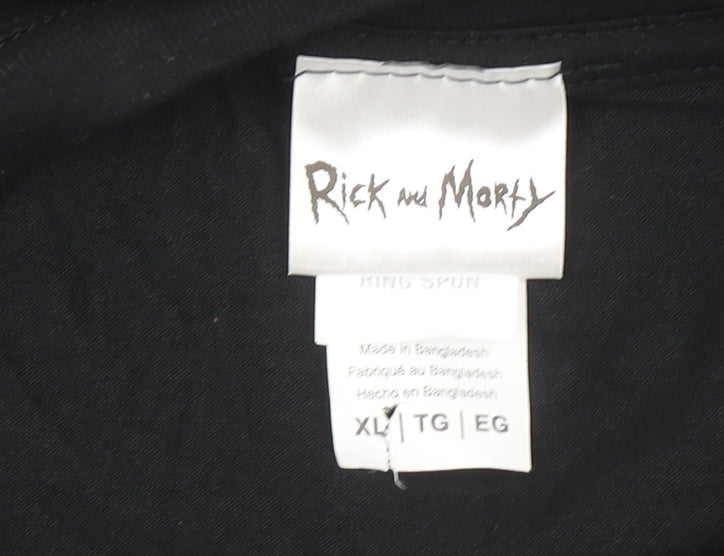 Rick and Morty
RING SPUN
Made in Bangladesh
Fabriqué au Bangladesh
Hecho en Bangladesh
XL | TG | EG